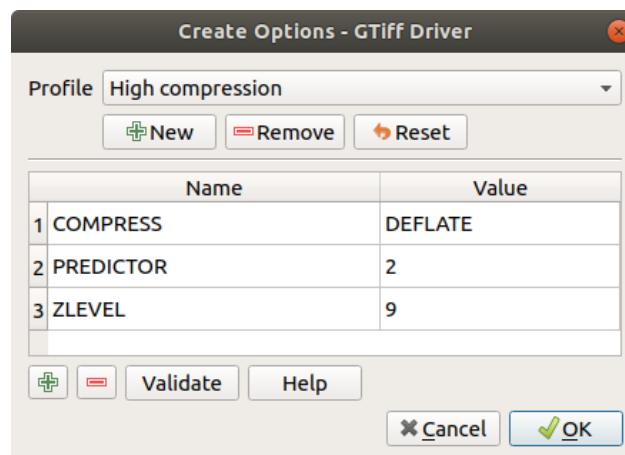 Create Options - GTiff Driver
Profile High compression
New Remove Reset
Name Value
1 COMPRESS DEFLATE
2 PREDICTOR 2
3 ZLEVEL 9
Validate Help
Cancel OK